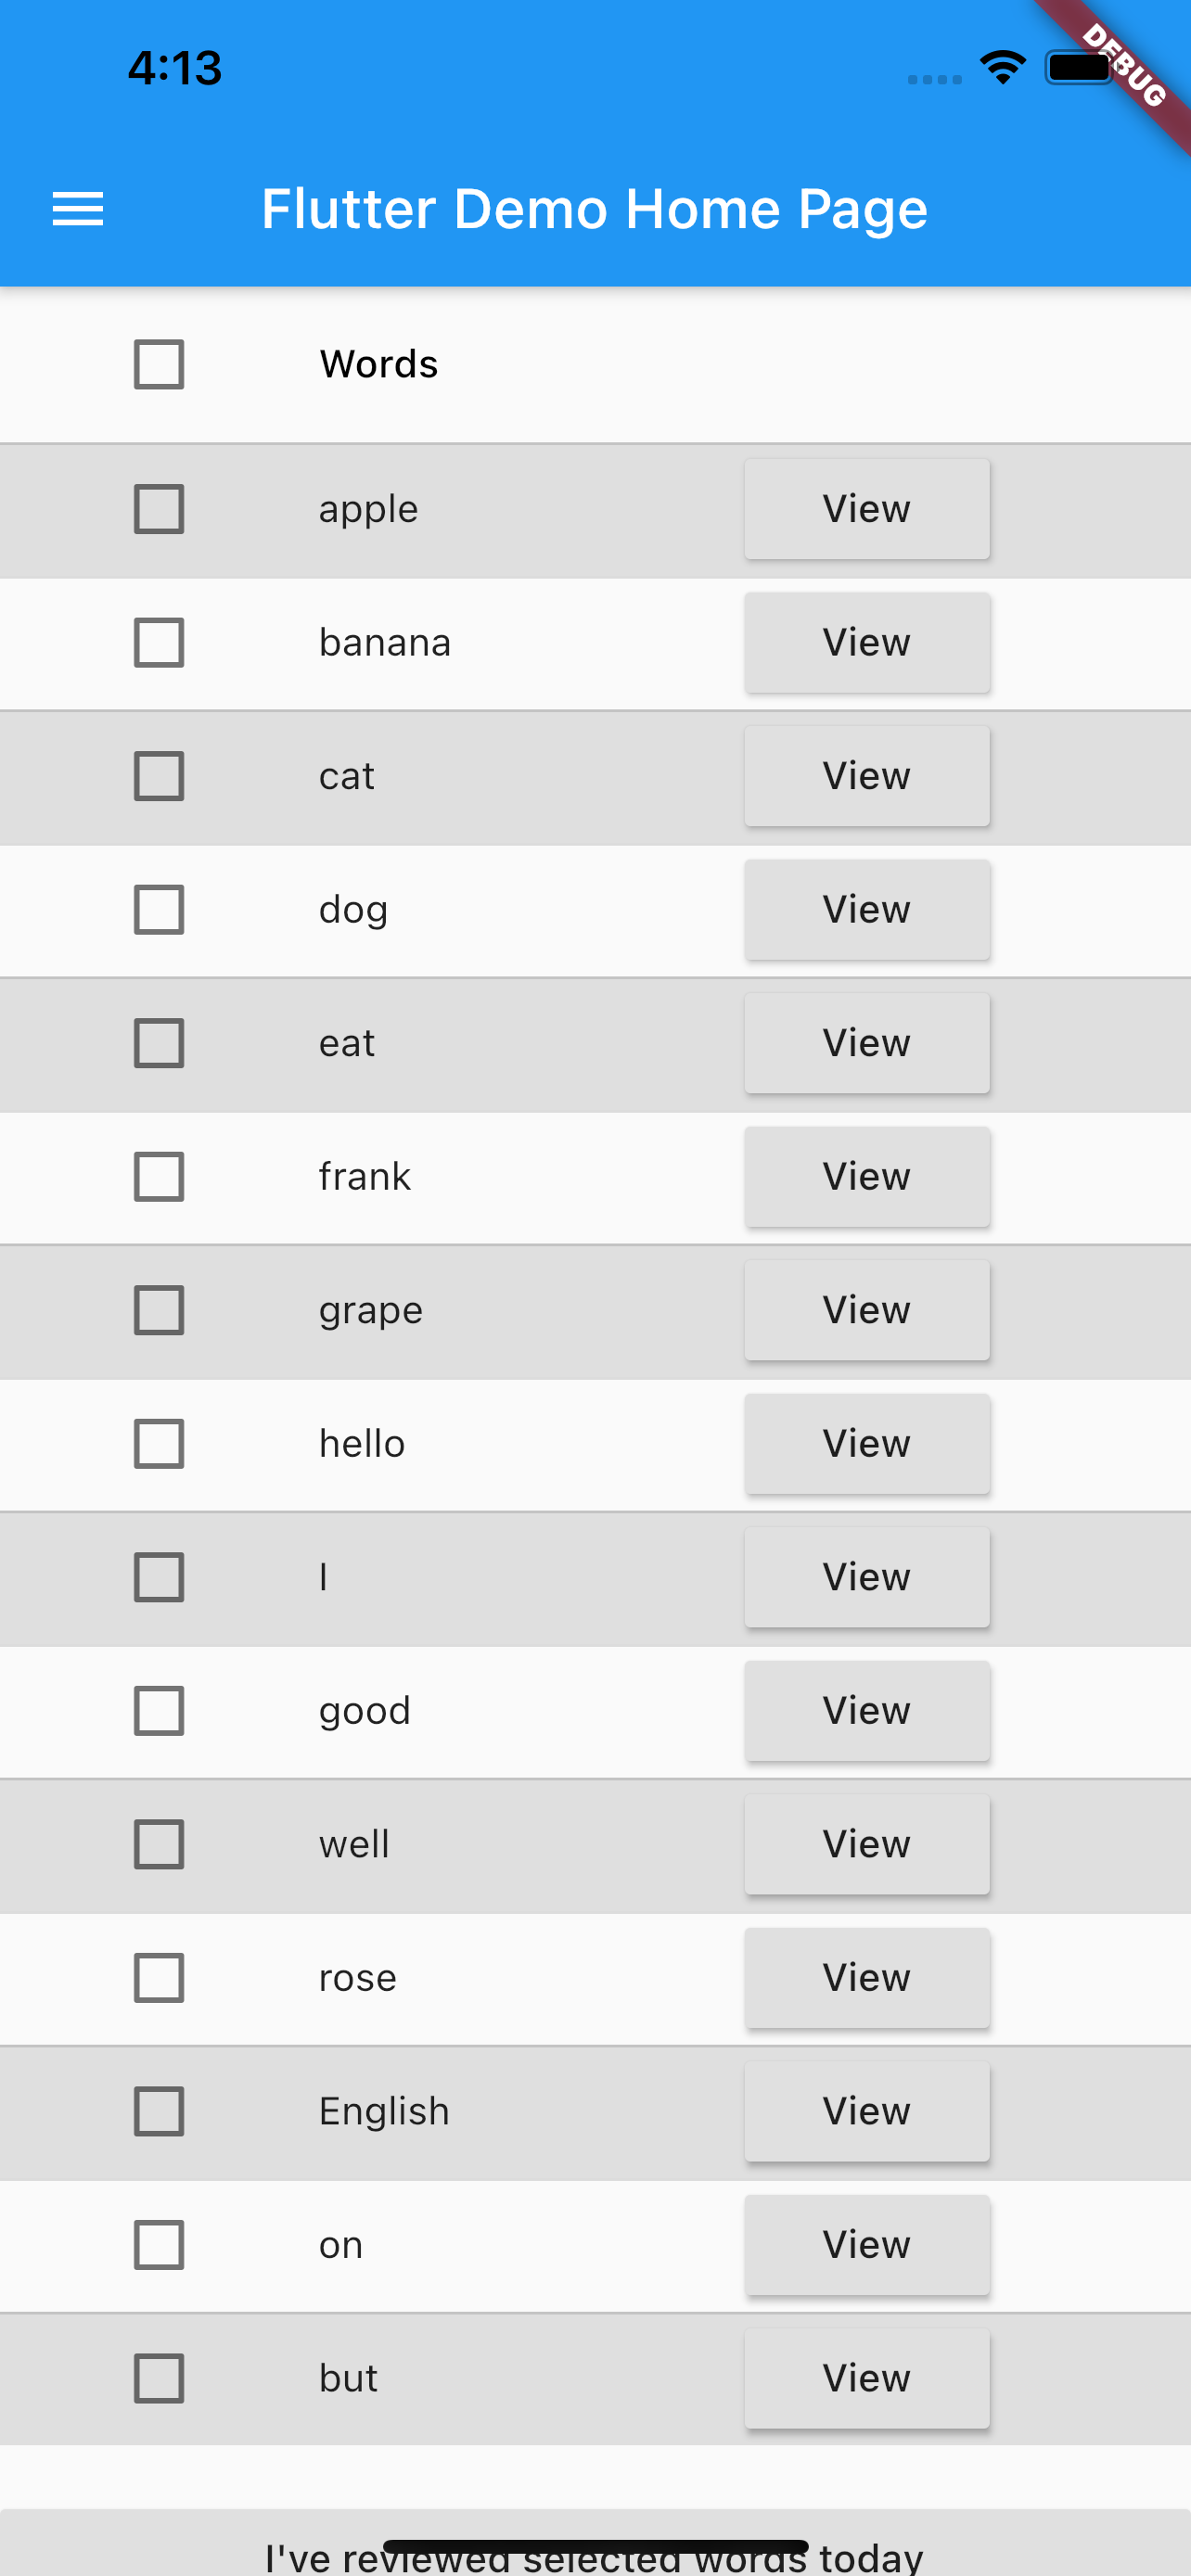 4:13
DEBUG
Flutter Demo Home Page
Words
apple View
banana View
cat View
dog View
eat View
frank View
grape View
hello View
I View
good View
well View
rose View
English View
on View
but View
I've reviewed selected words today